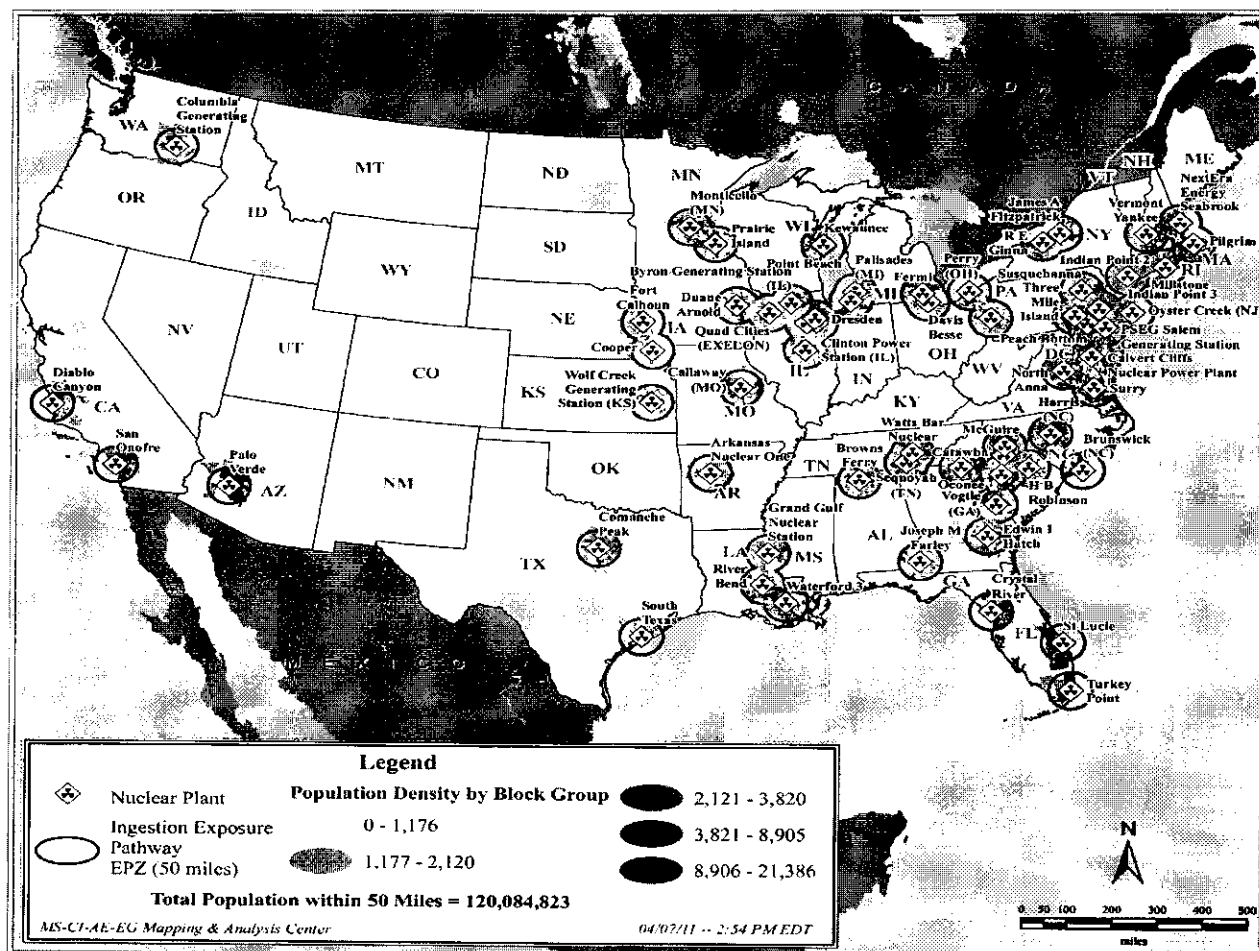 CANADA
Columbia
Generating
Station
WA
OR
ID
MT
ND
SD
WY
NV
UT
CO
NE
KS
CA
AZ
NM
OK
TX
MN
WI
IA
IL
MO
AR
LA
MS
AL
TN
KY
IN
OH
MI
WV
VA
NC
GA
FL
PA
NY
VT
NH
ME
MA
RI
DC
MEXICO
Monticello
(MN)
Prairie
Island
Kewaunee
Point Beach
Byron Generating Station
(IL)
Palisades
(MI)
Fermi
Perry
(OH)
Fort
Calhoun
Duane
Arnold
Quad Cities
(EXELON)
Dresden
Davis
Besse
Cooper
Clinton Power
Station (IL)
Wolf Creek
Generating
Station (KS)
Callaway
(MO)
James A
Fitzpatrick
R E
Ginna
Vermont
Yankee
NextEra
Energy
Seabrook
Pilgrim
Indian Point 2
Millstone
Susquehanna
Indian Point 3
Three
Mile
Island
Oyster Creek (NJ
PSEG Salem
Generating Station
Peach Bottom
Calvert Cliffs
Nuclear Power Plant
North
Anna
Surry
Harris
(NC)
Brunswick
(NC)
McGuire
Catawba
Watts Bar
Nuclear
Browns
Ferry
Sequoyah
(TN)
Oconee
H B
Robinson
Vogtle
(GA)
Edwin I
Hatch
Joseph M
Farley
Crystal
River
St Lucie
Turkey
Point
Diablo
Canyon
San
Onofre
Palo
Verde
Comanche
Peak
South
Texas
Arkansas
Nuclear One
Grand Gulf
Nuclear
Station
River
Bend
Waterford 3
Legend
Nuclear Plant
Ingestion Exposure
Pathway
EPZ (50 miles)
Population Density by Block Group
0 - 1,176
1,177 - 2,120
2,121 - 3,820
3,821 - 8,905
8,906 - 21,386
Total Population within 50 Miles = 120,084,823
MS-CI-AE-EG Mapping & Analysis Center
04/07/11 -- 2:54 PM EDT
N
0 50 100 200 300 400 500
miles